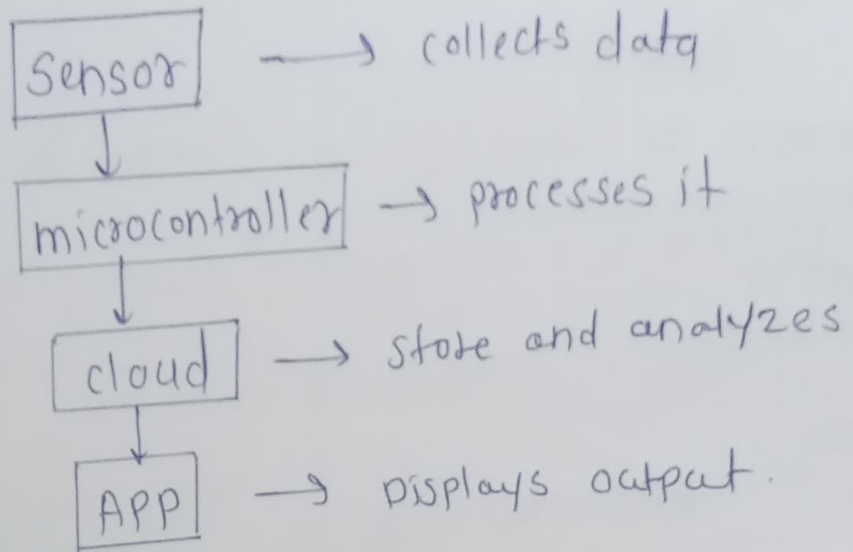 Sensor → collects data
microcontroller → processes it
cloud → store and analyzes
APP → Displays output.